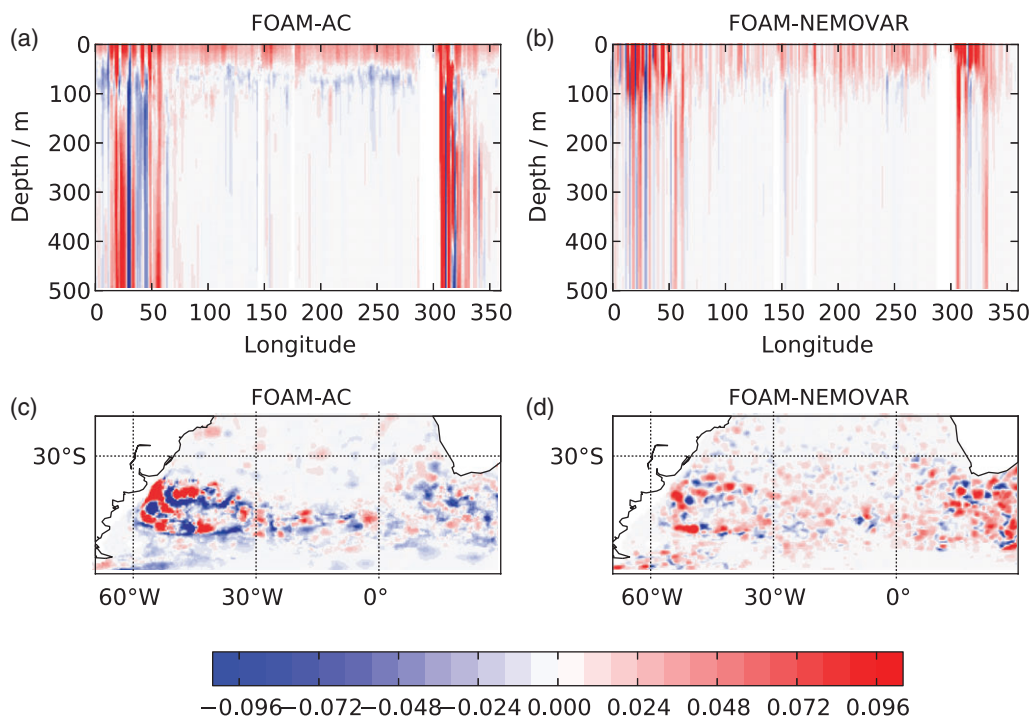 (a) FOAM-AC
(b) FOAM-NEMOVAR
Depth / m
0
100
200
300
400
500
0 50 100 150 200 250 300 350
Longitude
Depth / m
0
100
200
300
400
500
0 50 100 150 200 250 300 350
Longitude
(c) FOAM-AC
(d) FOAM-NEMOVAR
30°S
60°W 30°W 0°
30°S
60°W 30°W 0°
−0.096 −0.072 −0.048 −0.024 0.000 0.024 0.048 0.072 0.096